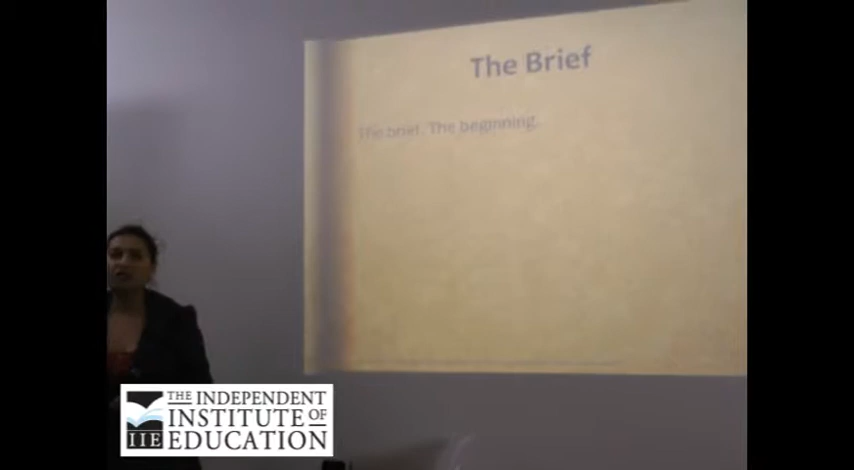 The Brief
The brief. The beginning.
THE INDEPENDENT
INSTITUTE OF
IIE EDUCATION